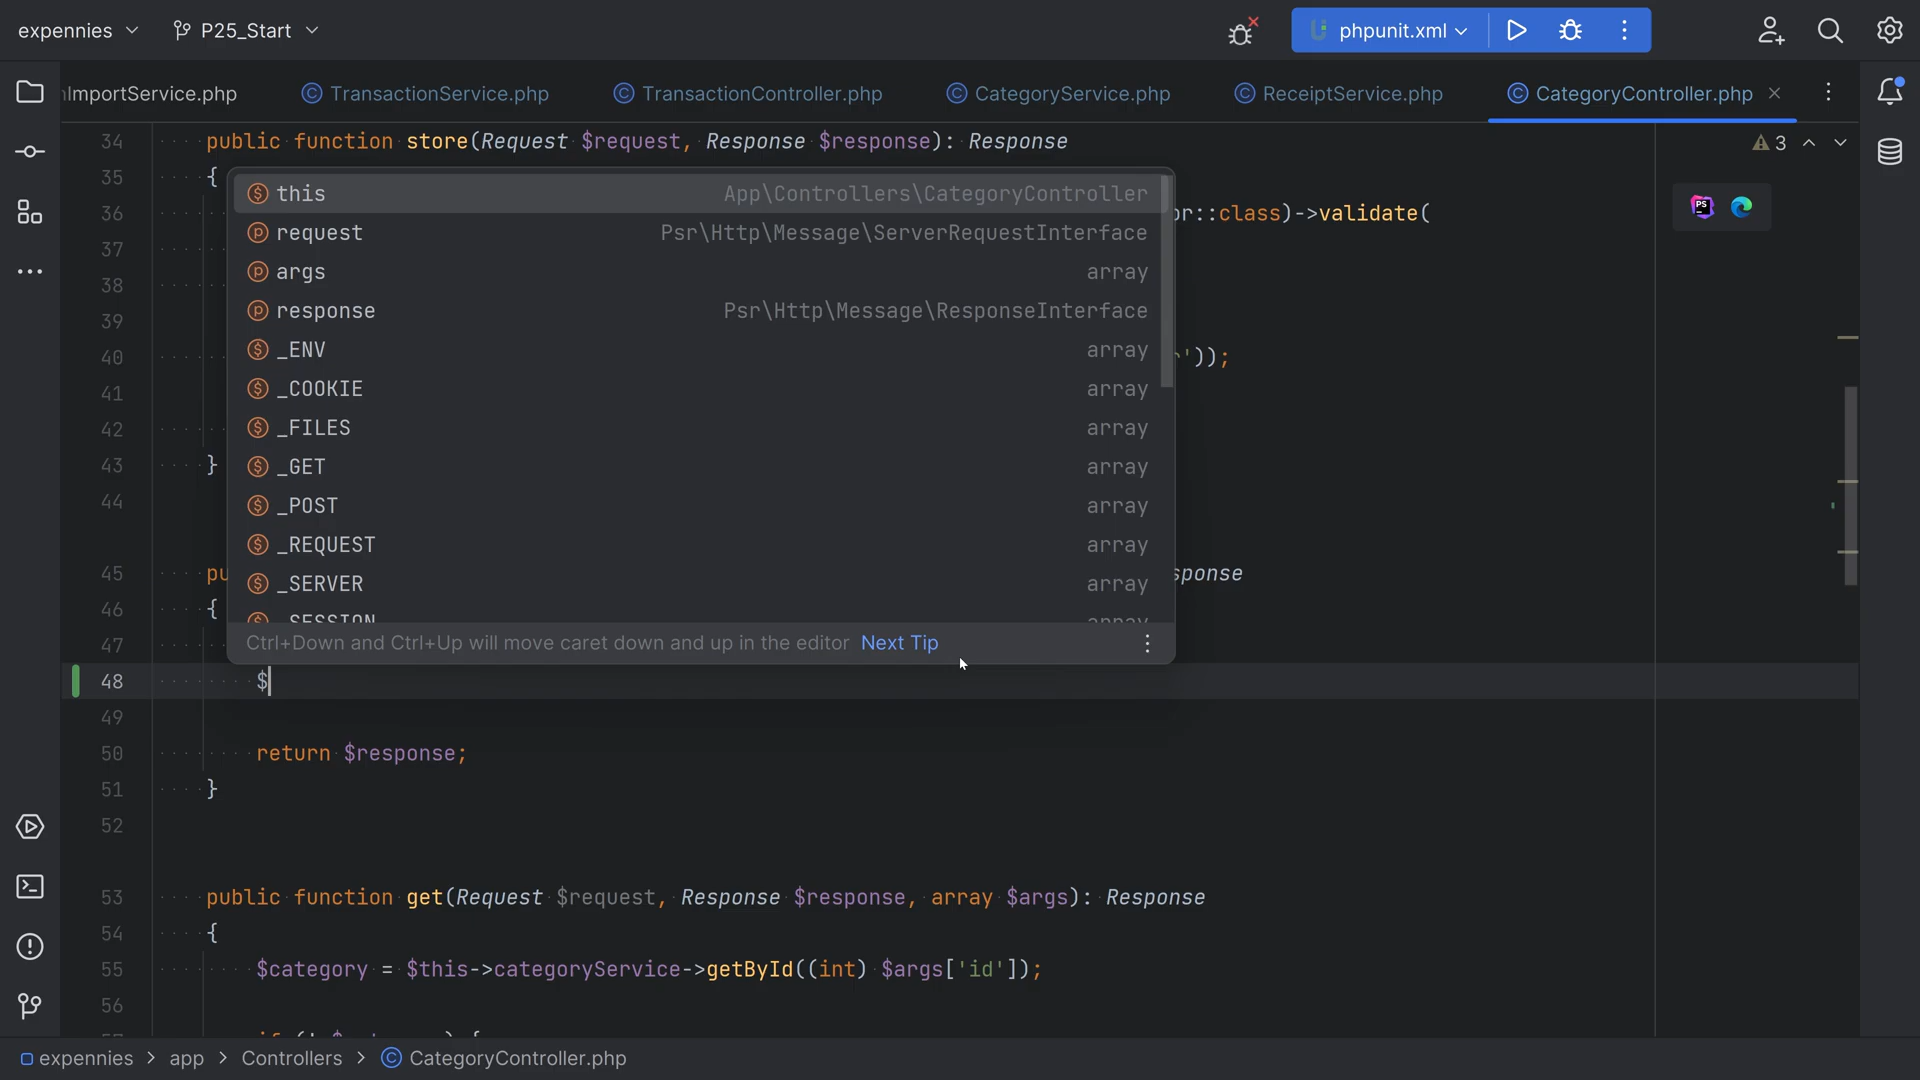 expennies
P25_Start
phpunit.xml
ImportService.php
TransactionService.php
TransactionController.php
CategoryService.php
ReceiptService.php
CategoryController.php
34 public function store(Request $request, Response $response): Response
3
35 {
this App\Controllers\CategoryController
36 r::class)->validate(
request Psr\Http\Message\ServerRequestInterface
37
args array
38
response Psr\Http\Message\ResponseInterface
39
_ENV array
40 '));
_COOKIE array
41
_FILES array
42
_GET array
43 }
_POST array
44
_REQUEST array
45 pu sponse
_SERVER array
46 {
_SESSION array
47
Ctrl+Down and Ctrl+Up will move caret down and up in the editor Next Tip
48 $
49
50 return $response;
51 }
52
53 public function get(Request $request, Response $response, array $args): Response
54 {
55 $category = $this->categoryService->getById((int) $args['id']);
56
expennies > app > Controllers > CategoryController.php